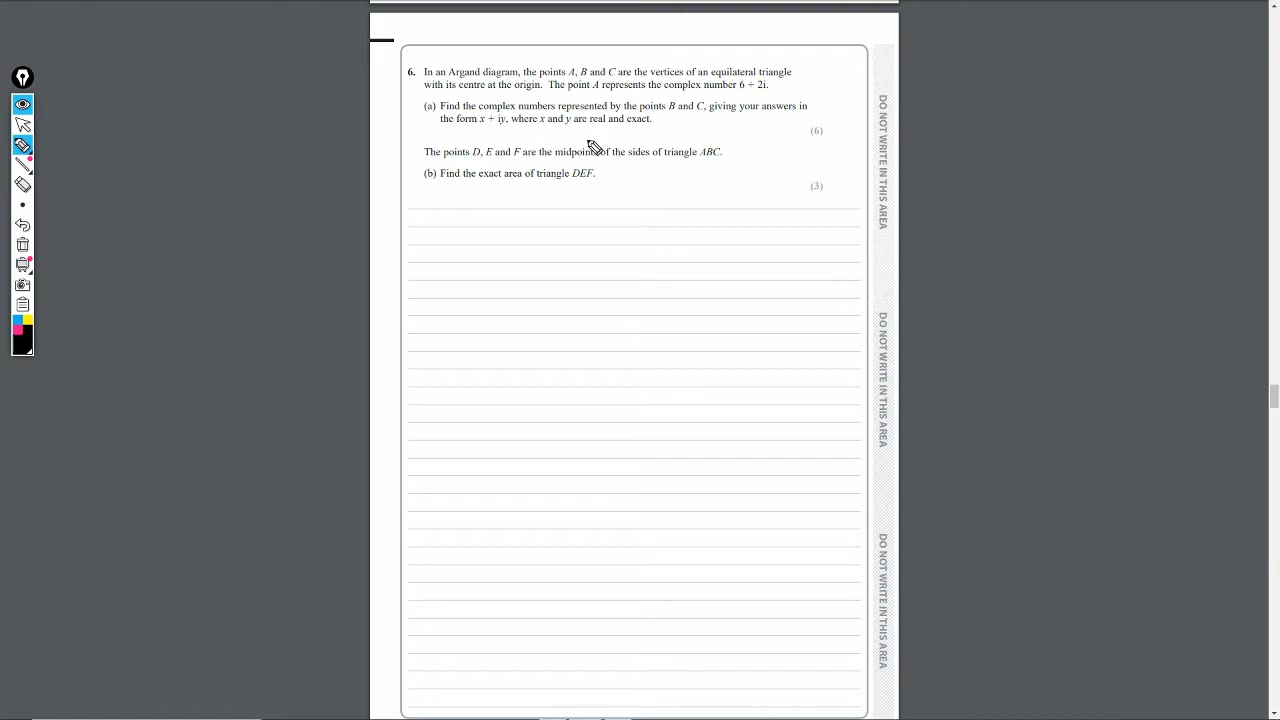 6. In an Argand diagram, the points A, B and C are the vertices of an equilateral triangle
with its centre at the origin. The point A represents the complex number 6 + 2i.
(a) Find the complex numbers represented by the points B and C, giving your answers in
the form x + iy, where x and y are real and exact.
(6)
The points D, E and F are the midpoints of the sides of triangle ABC.
(b) Find the exact area of triangle DEF.
(3)
DO NOT WRITE IN THIS AREA
DO NOT WRITE IN THIS AREA
DO NOT WRITE IN THIS AREA